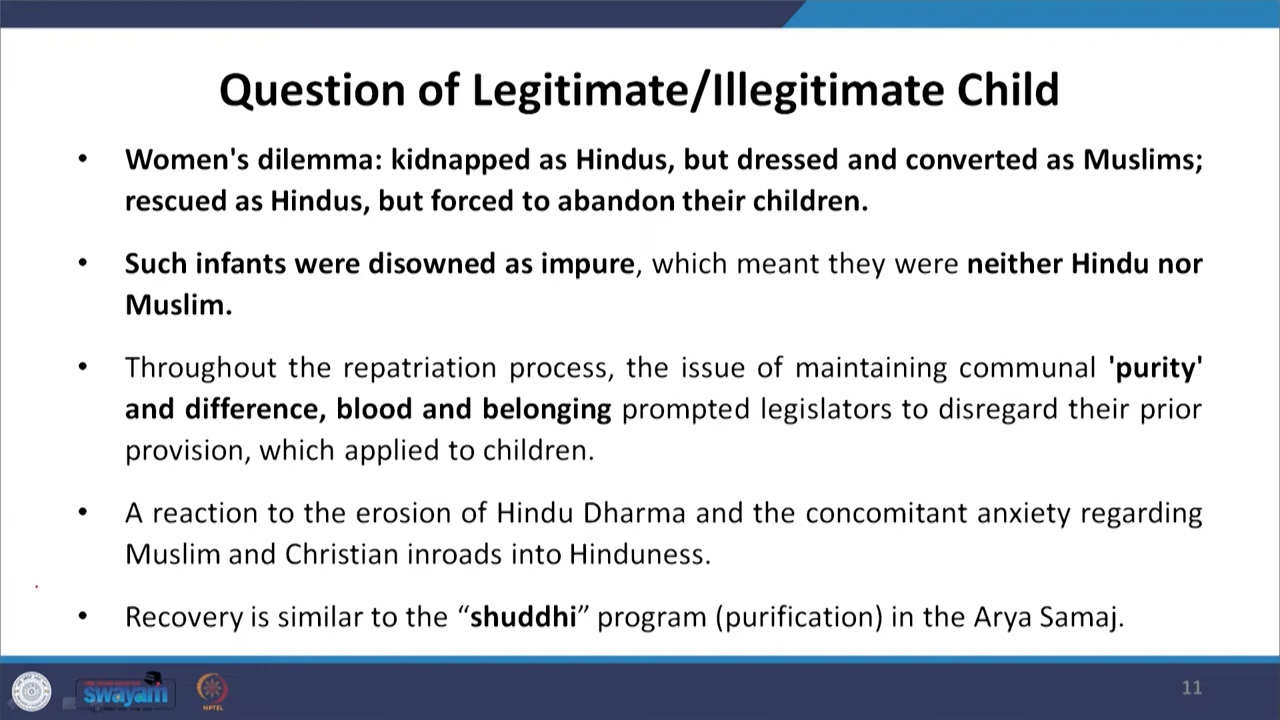 Question of Legitimate/Illegitimate Child
• Women's dilemma: kidnapped as Hindus, but dressed and converted as Muslims;
rescued as Hindus, but forced to abandon their children.
• Such infants were disowned as impure, which meant they were neither Hindu nor
Muslim.
• Throughout the repatriation process, the issue of maintaining communal 'purity'
and difference, blood and belonging prompted legislators to disregard their prior
provision, which applied to children.
• A reaction to the erosion of Hindu Dharma and the concomitant anxiety regarding
Muslim and Christian inroads into Hinduness.
• Recovery is similar to the “shuddhi” program (purification) in the Arya Samaj.
swayam
NPTEL
11